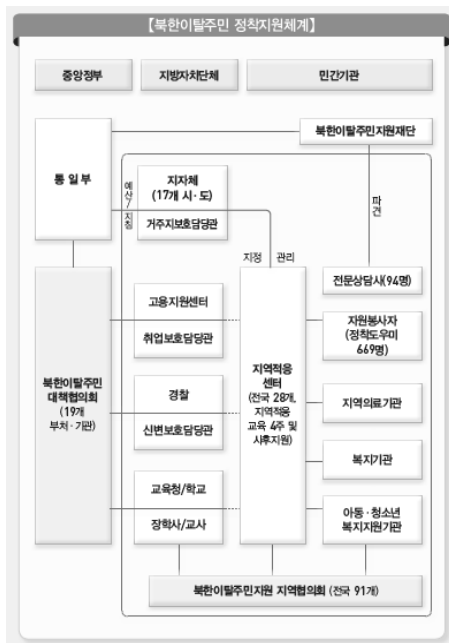 【북한이탈주민 정착지원체계】
중앙정부
지방자치단체
민간기관
북한이탈주민지원재단
통 일 부
예산/지침
지자체
(17개 시·도)
거주지보호담당관
파견
지정 관리
전문상담사(94명)
고용지원센터
취업보호담당관
자원봉사자
(정착도우미
669명)
북한이탈주민
대책협의회
(19개
부처·기관)
경찰
신변보호담당관
지역적응
센터
(전국 28개,
지역적응
교육 4주 및
사후지원)
지역의료기관
복지기관
교육청/학교
장학사/교사
아동·청소년
복지지원기관
북한이탈주민지원 지역협의회 (전국 91개)